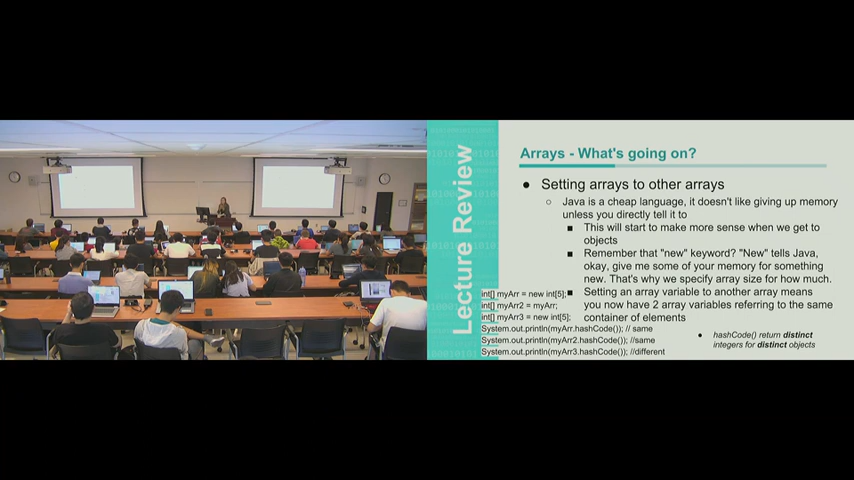 Lecture Review
Arrays - What's going on?
● Setting arrays to other arrays
○ Java is a cheap language, it doesn't like giving up memory
unless you directly tell it to
■ This will start to make more sense when we get to
objects
■ Remember that "new" keyword? "New" tells Java,
okay, give me some of your memory for something
new. That's why we specify array size for how much.
■ Setting an array variable to another array means
you now have 2 array variables referring to the same
container of elements
int[] myArr = new int[5];
int[] myArr2 = myArr;
int[] myArr3 = new int[5];
System.out.println(myArr.hashCode()); // same
System.out.println(myArr2.hashCode()); //same
System.out.println(myArr3.hashCode()); //different
● hashCode() return distinct
integers for distinct objects